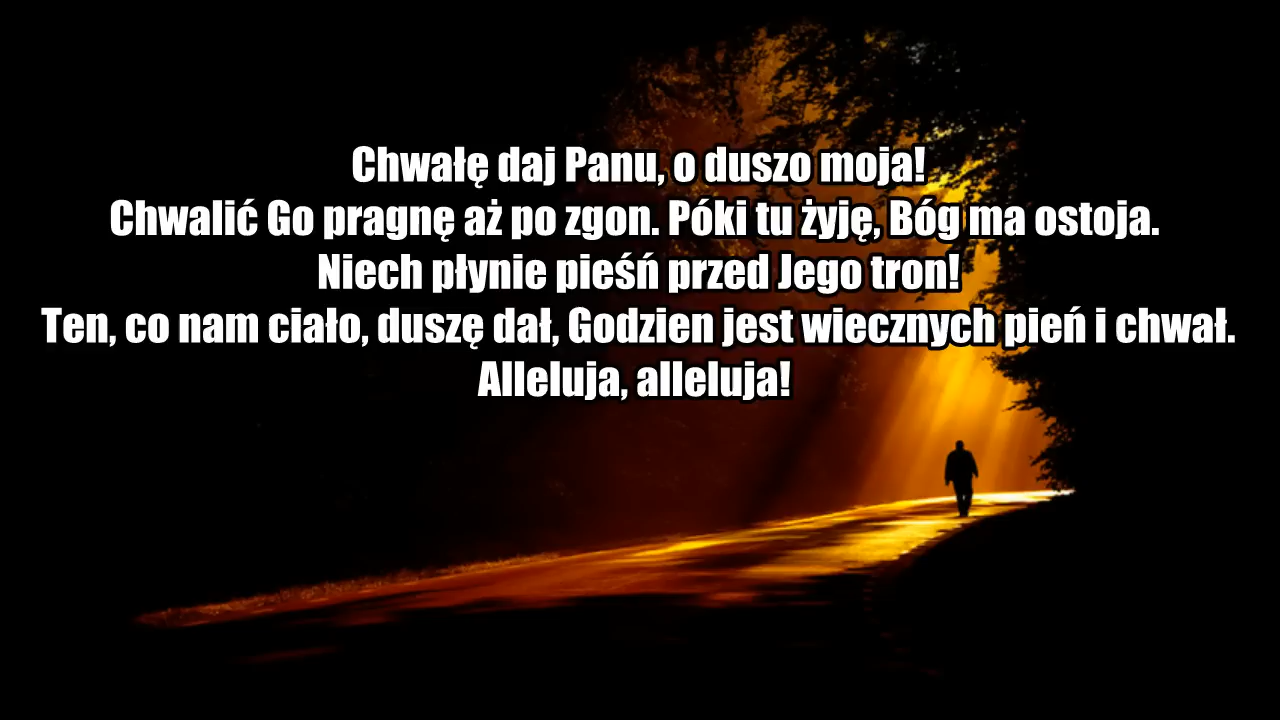 Chwałę daj Panu, o duszo moja!
Chwalić Go pragnę aż po zgon. Póki tu żyję, Bóg ma ostoja.
Niech płynie pieśń przed Jego tron!
Ten, co nam ciało, duszę dał, Godzien jest wiecznych pień i chwał.
Alleluja, alleluja!